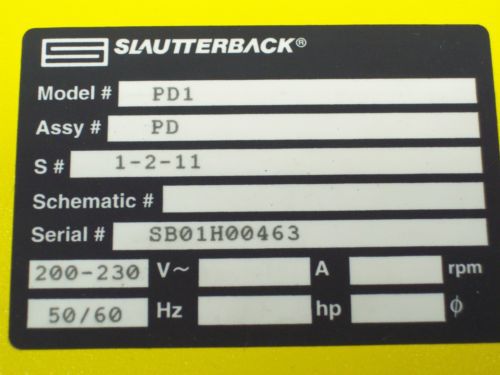 SLAUTTERBACK®
Model # PD1
Assy # PD
S # 1-2-11
Schematic #
Serial # SB01H00463
200-230 V~ A rpm
50/60 Hz hp ϕ